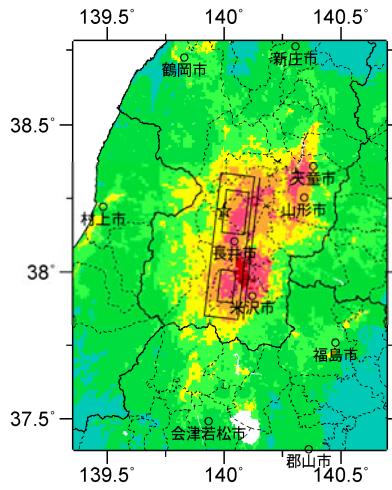 139.5˚ 140˚ 140.5˚
鶴岡市
新庄市
38.5˚
天童市
山形市
村上市
長井市
38˚
米沢市
福島市
37.5˚
会津若松市
郡山市
139.5˚ 140˚ 140.5˚